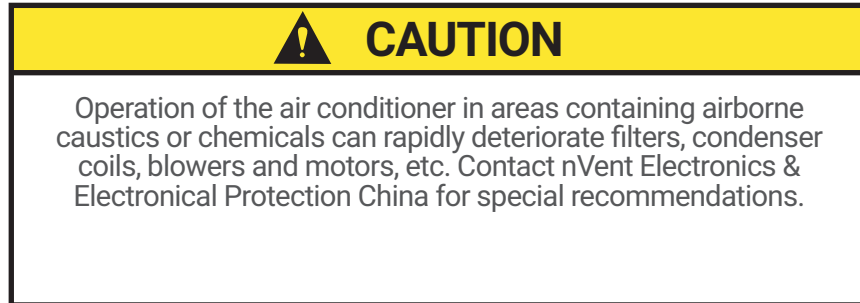 CAUTION
Operation of the air conditioner in areas containing airborne
caustics or chemicals can rapidly deteriorate filters, condenser
coils, blowers and motors, etc. Contact nVent Electronics &
Electronical Protection China for special recommendations.